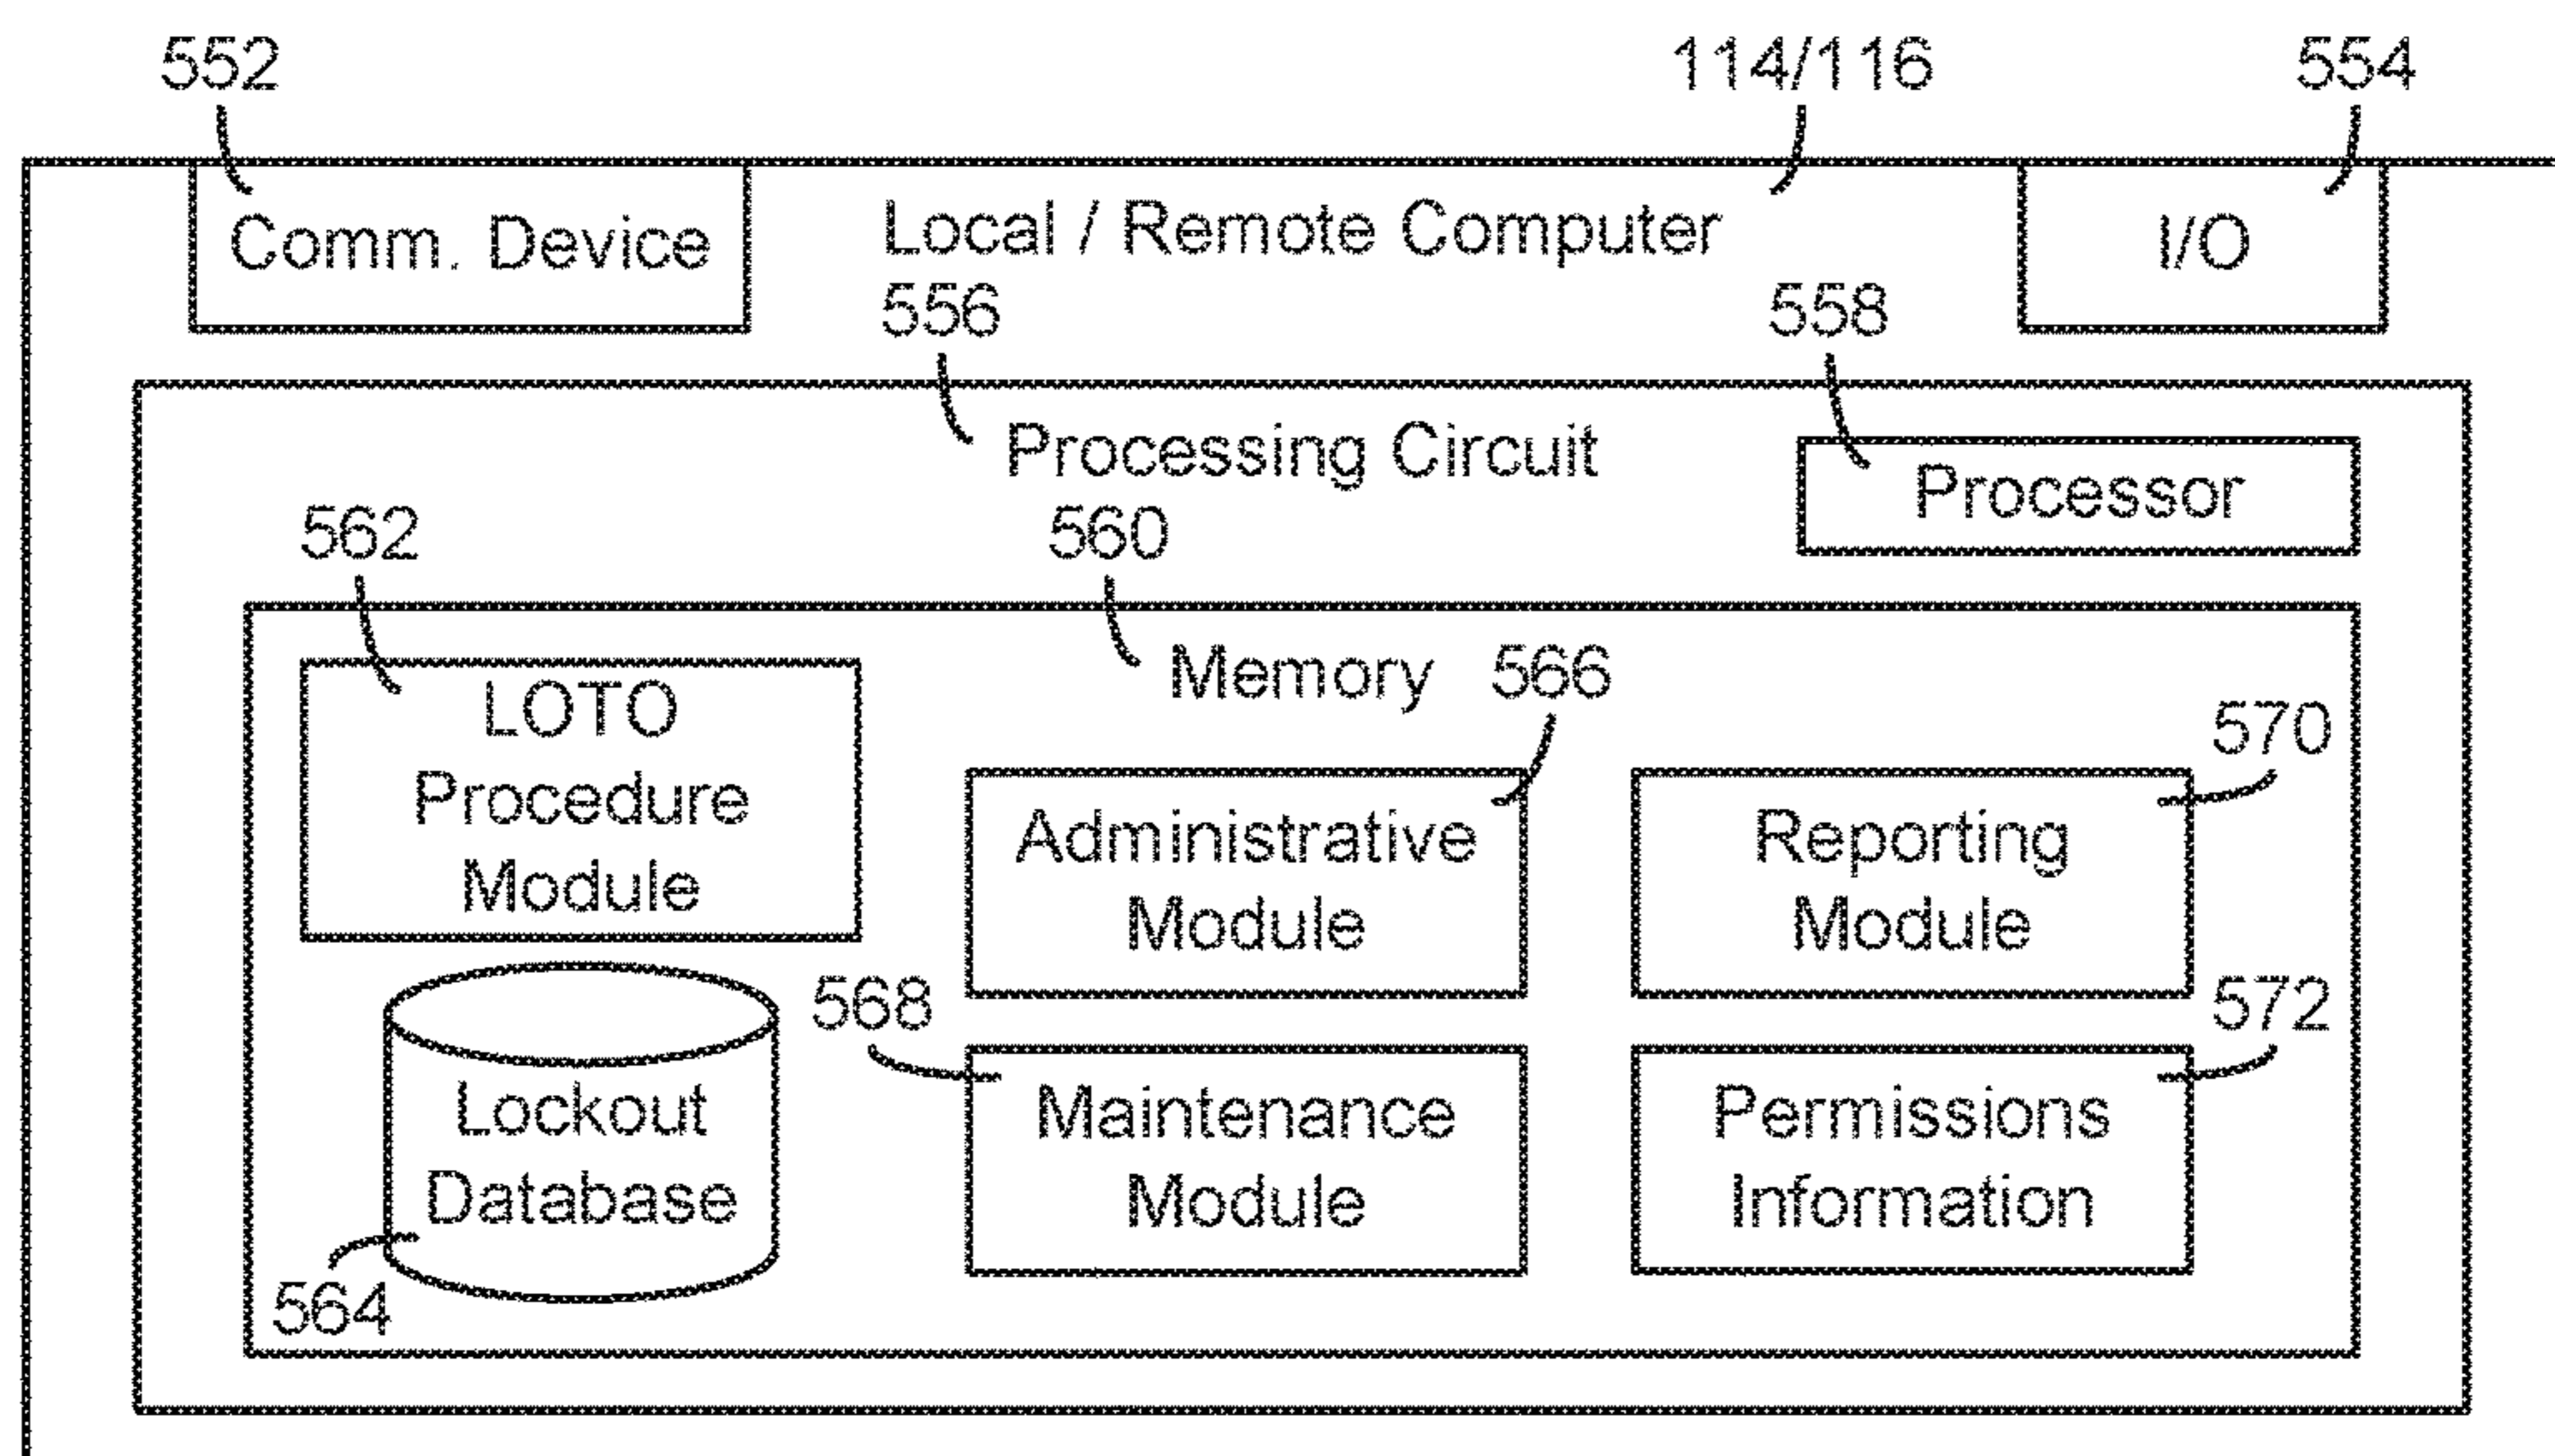 552
114/116
554
Comm. Device
Local / Remote Computer
I/O
556
558
Processing Circuit
Processor
562
560
LOTO
Procedure
Module
Memory
566
570
Administrative
Module
Reporting
Module
568
572
Lockout
Database
Maintenance
Module
Permissions
Information
564